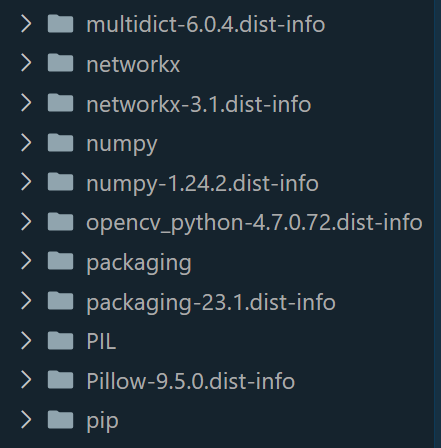 multidict-6.0.4.dist-info
networkx
networkx-3.1.dist-info
numpy
numpy-1.24.2.dist-info
opencv_python-4.7.0.72.dist-info
packaging
packaging-23.1.dist-info
PIL
Pillow-9.5.0.dist-info
pip